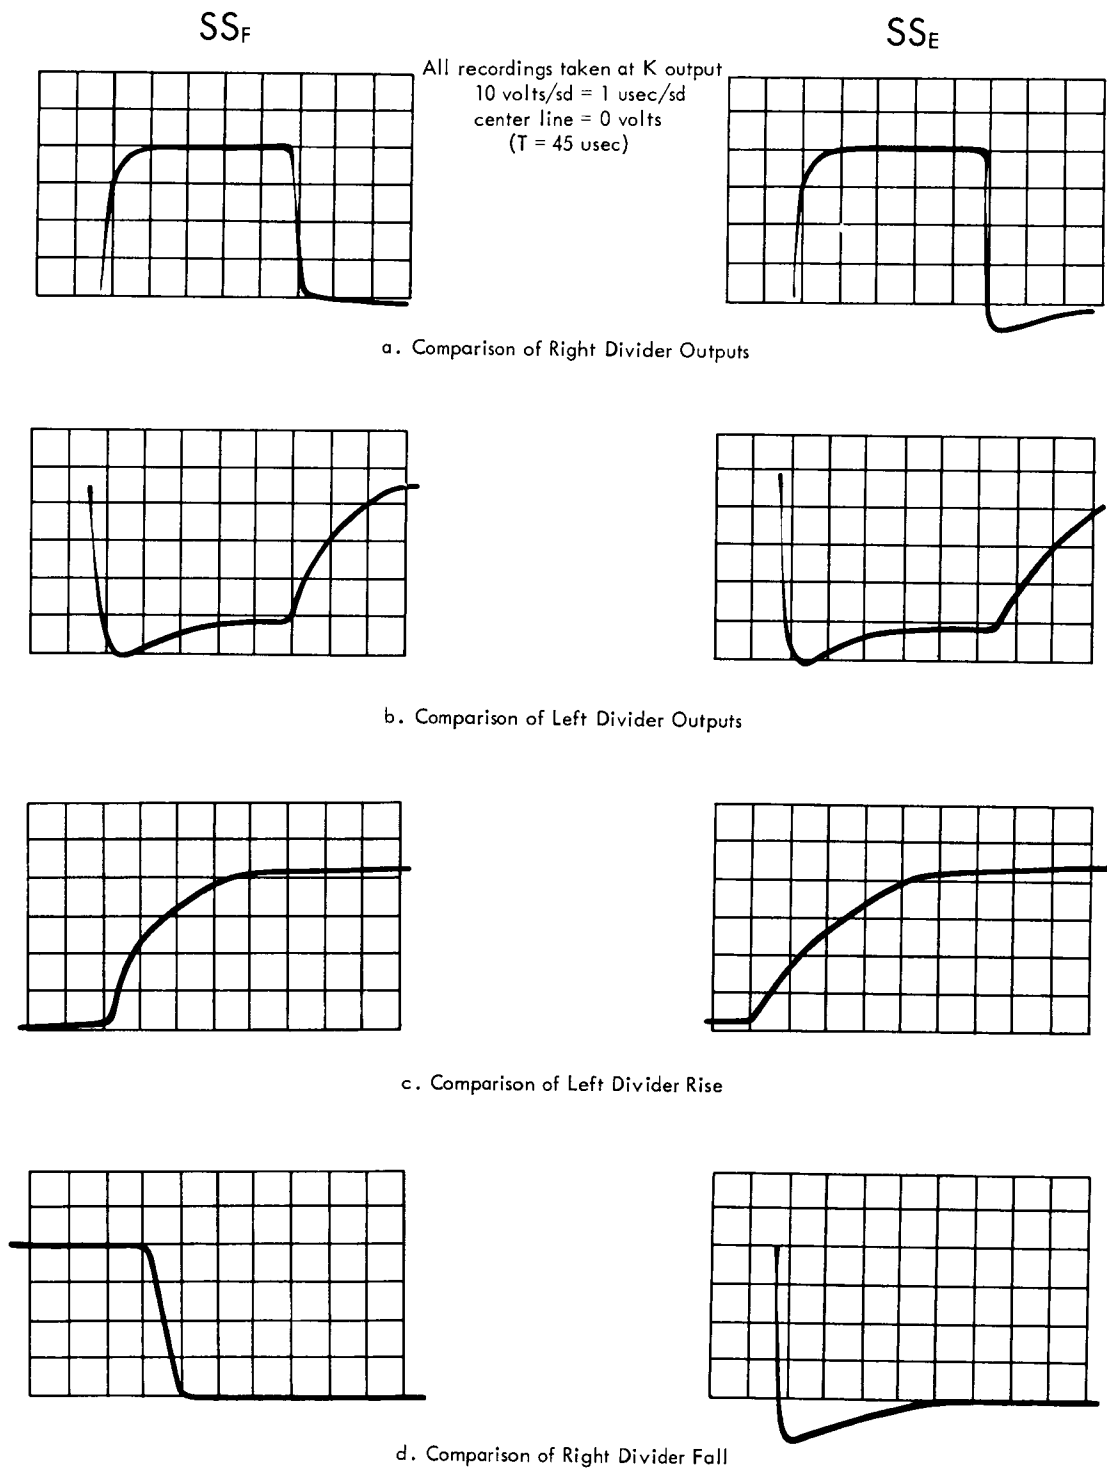 SSF
SSE
All recordings taken at K output
10 volts/sd = 1 usec/sd
center line = 0 volts
(T = 45 usec)
a. Comparison of Right Divider Outputs
b. Comparison of Left Divider Outputs
c. Comparison of Left Divider Rise
d. Comparison of Right Divider Fall